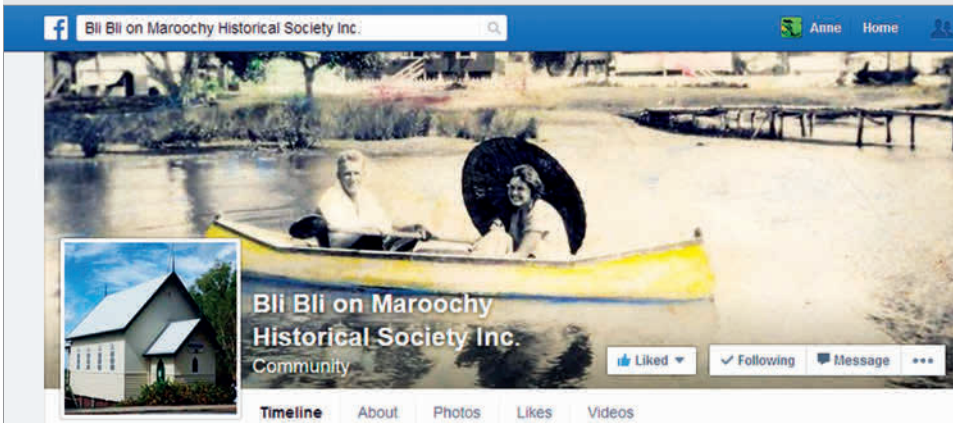 f Bli Bli on Maroochy Historical Society Inc. Anne Home
Bli Bli on Maroochy
Historical Society Inc.
Community
Liked Following Message
Timeline About Photos Likes Videos